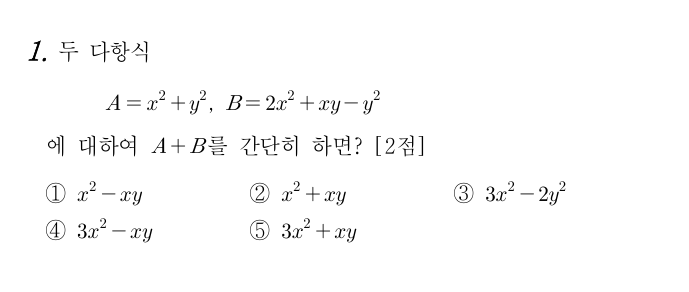 1. 두 다항식
A = x² + y², B = 2x² + xy − y²
에 대하여 A + B를 간단히 하면? [2점]
① x² − xy ② x² + xy ③ 3x² − 2y²
④ 3x² − xy ⑤ 3x² + xy